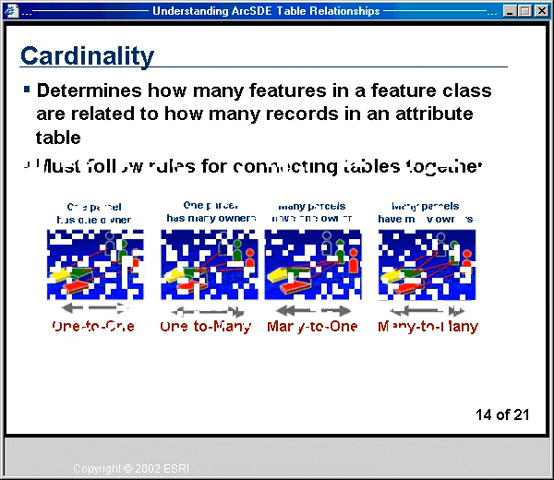 Understanding ArcSDE Table Relationships
Cardinality
Determines how many features in a feature class
are related to how many records in an attribute
table
Must follow rules for connecting tables together
One parcel
has one owner
One parcel
has many owners
Many parcels
have one owner
Many parcels
have many owners
One-to-One
One-to-Many
Many-to-One
Many-to-Many
14 of 21
Copyright © 2002 ESRI